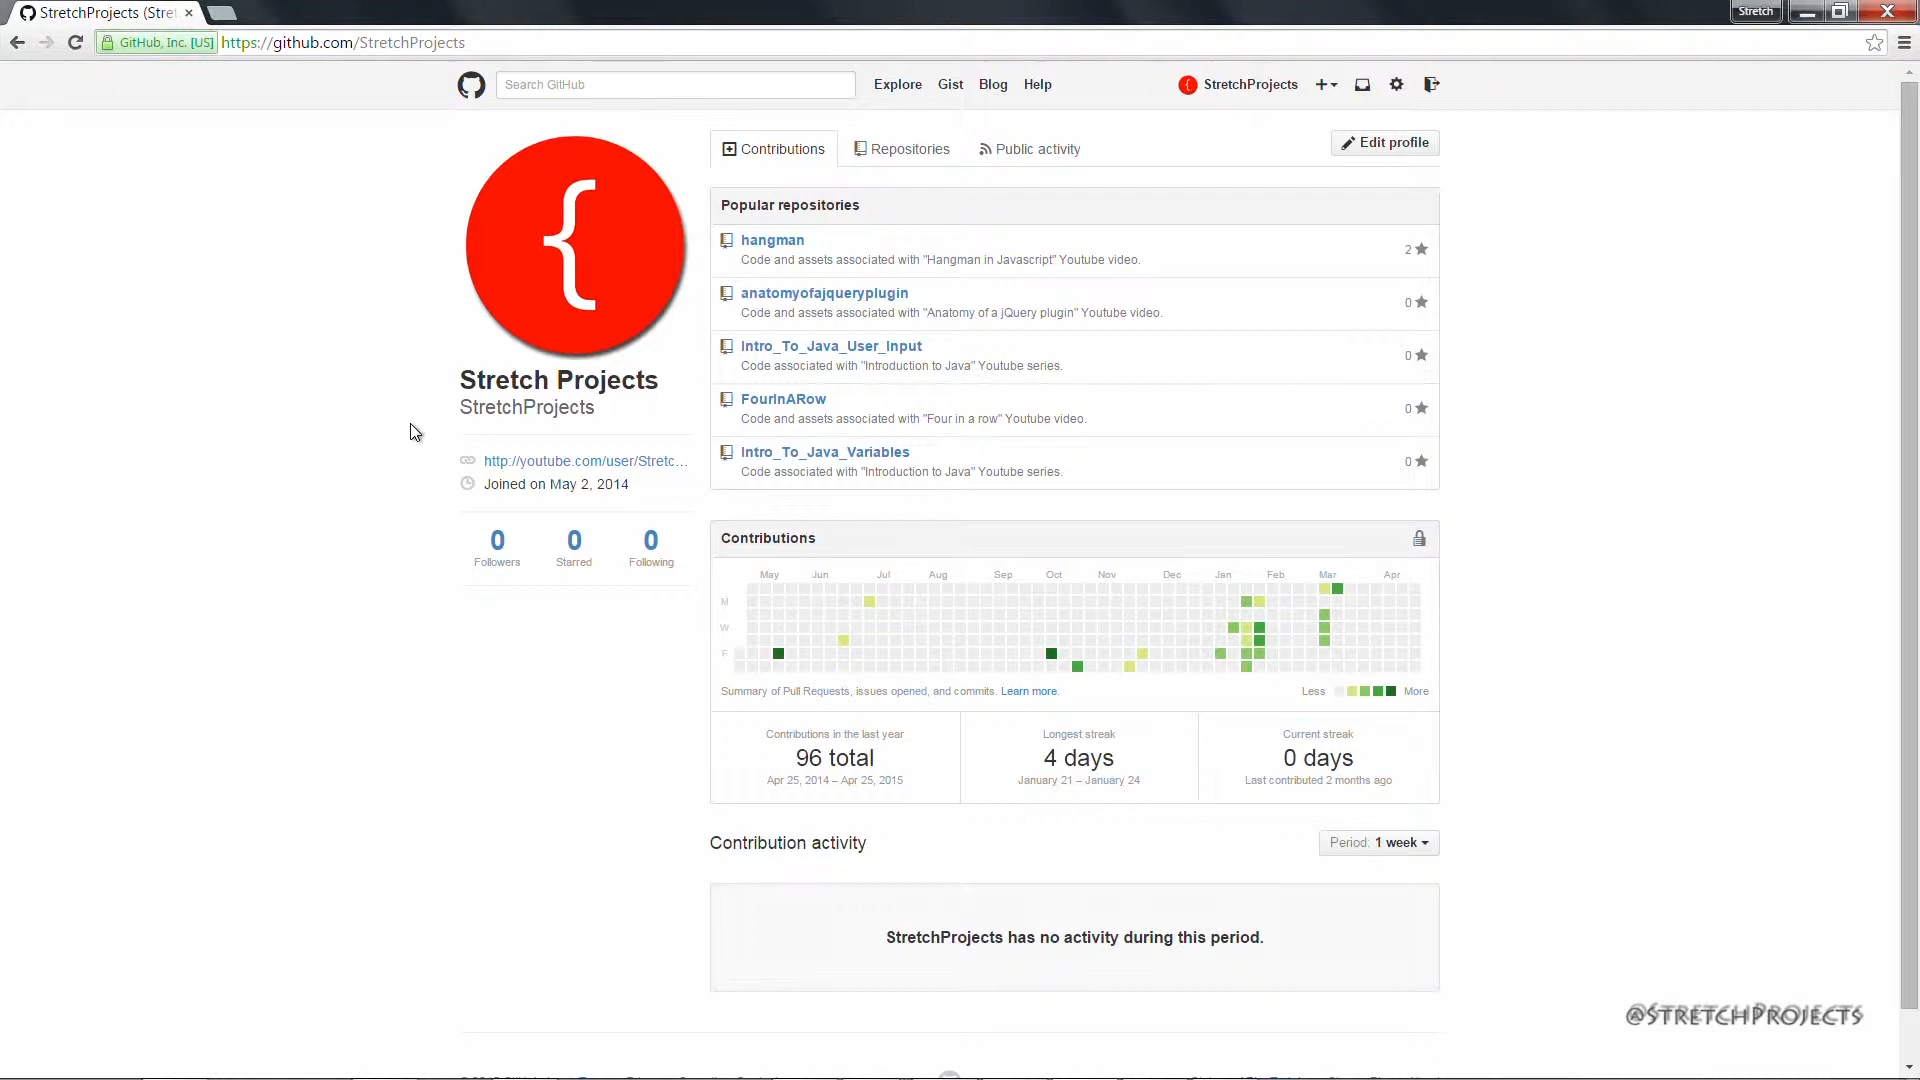 StretchProjects (Stret
Stretch
GitHub, Inc. [US]
https://github.com/StretchProjects
Search GitHub
Explore
Gist
Blog
Help
StretchProjects
Contributions
Repositories
Public activity
Edit profile
Popular repositories
hangman
Code and assets associated with "Hangman in Javascript" Youtube video.
2
anatomyofajqueryplugin
Code and assets associated with "Anatomy of a jQuery plugin" Youtube video.
0
Intro_To_Java_User_Input
Code associated with "Introduction to Java" Youtube series.
0
FourInARow
Code and assets associated with "Four in a row" Youtube video.
0
Intro_To_Java_Variables
Code associated with "Introduction to Java" Youtube series.
0
{
Stretch Projects
StretchProjects
http://youtube.com/user/Stretc...
Joined on May 2, 2014
0 0 0
Followers Starred Following
Contributions
May Jun Jul Aug Sep Oct Nov Dec Jan Feb Mar Apr
M
W
F
Summary of Pull Requests, issues opened, and commits. Learn more.
Less More
Contributions in the last year
96 total
Apr 25, 2014 – Apr 25, 2015
Longest streak
4 days
January 21 – January 24
Current streak
0 days
Last contributed 2 months ago
Contribution activity
Period: 1 week
StretchProjects has no activity during this period.
@StretchProjects